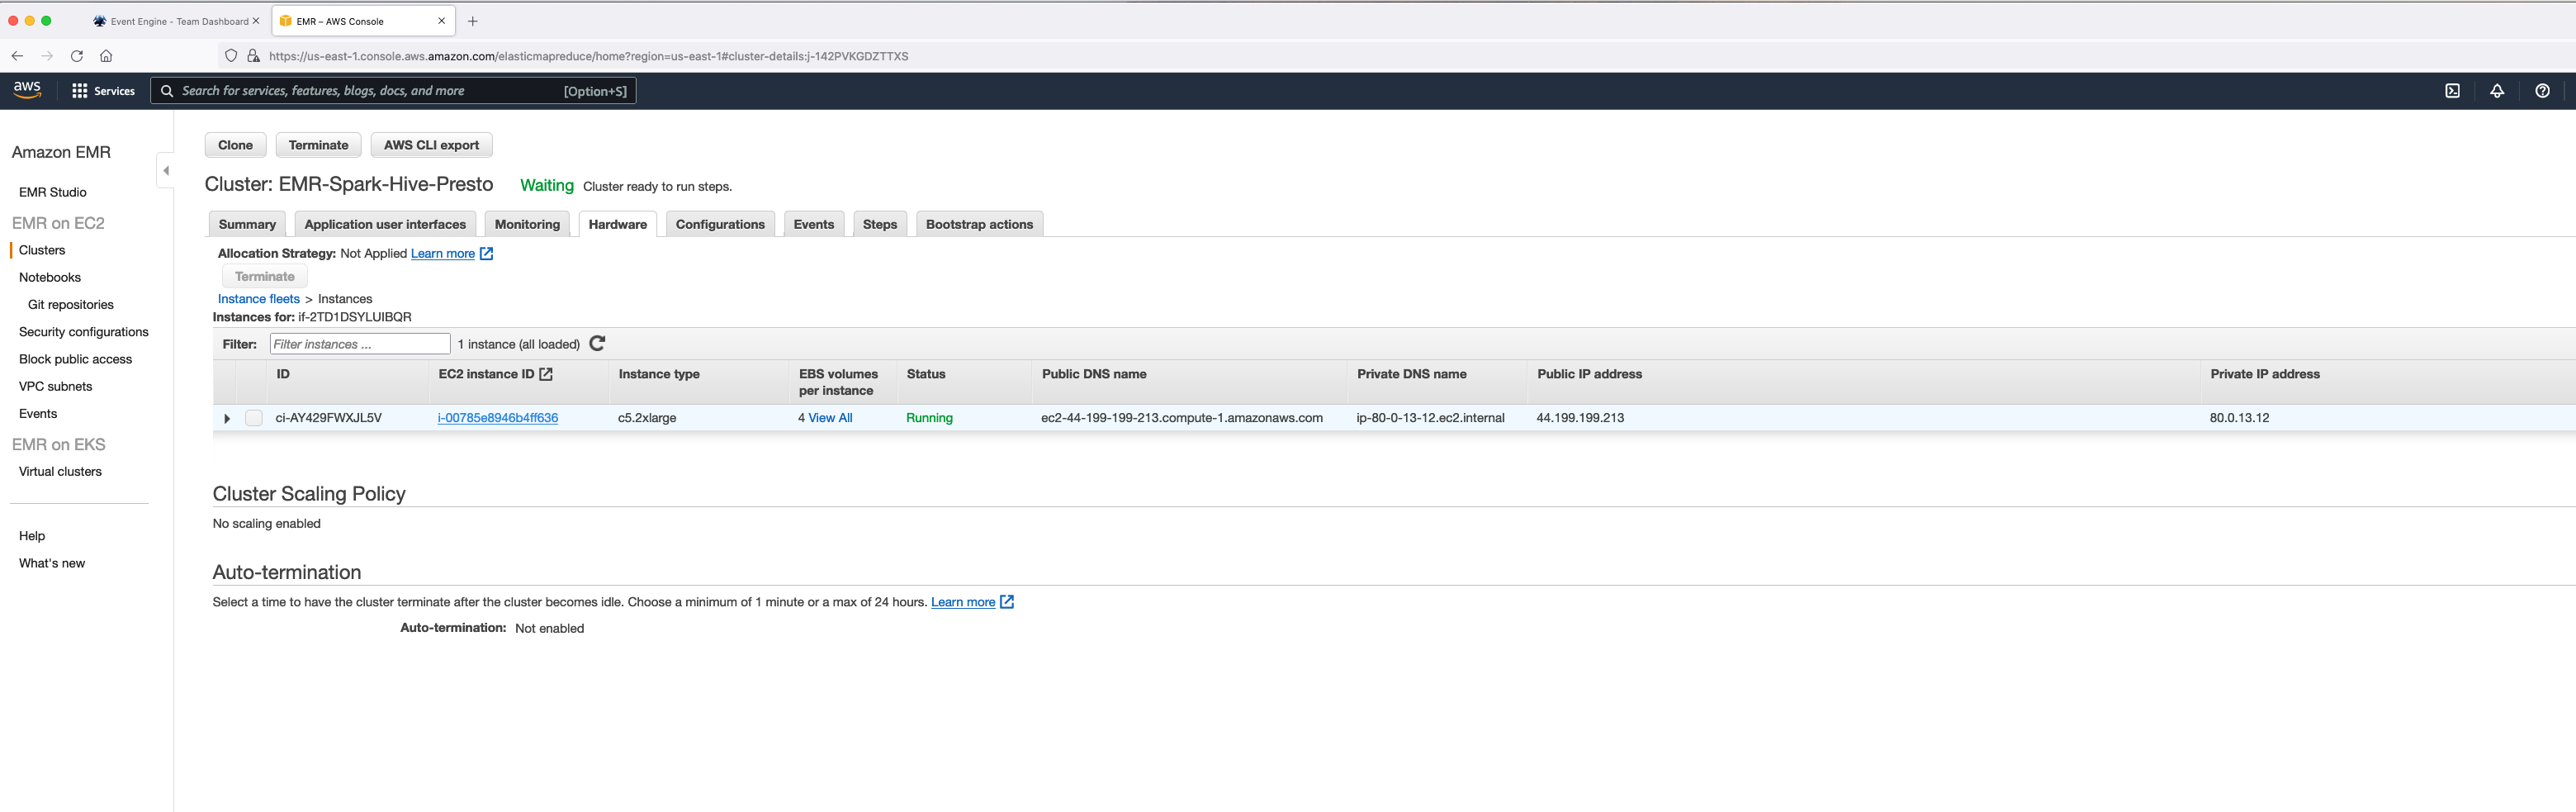 Event Engine - Team Dashboard
EMR – AWS Console
https://us-east-1.console.aws.amazon.com/elasticmapreduce/home?region=us-east-1#cluster-details:j-142PVKGDZTTXS
aws
Services
Search for services, features, blogs, docs, and more
[Option+S]
Amazon EMR
EMR Studio
EMR on EC2
Clusters
Notebooks
Git repositories
Security configurations
Block public access
VPC subnets
Events
EMR on EKS
Virtual clusters
Help
What's new
Clone Terminate AWS CLI export
Cluster: EMR-Spark-Hive-Presto Waiting Cluster ready to run steps.
Summary Application user interfaces Monitoring Hardware Configurations Events Steps Bootstrap actions
Allocation Strategy: Not Applied Learn more
Terminate
Instance fleets > Instances
Instances for: if-2TD1DSYLUIBQR
Filter: Filter instances ... 1 instance (all loaded)
ID EC2 instance ID Instance type EBS volumes per instance Status Public DNS name Private DNS name Public IP address Private IP address
ci-AY429FWXJL5V i-00785e8946b4ff636 c5.2xlarge 4 View All Running ec2-44-199-199-213.compute-1.amazonaws.com ip-80-0-13-12.ec2.internal 44.199.199.213 80.0.13.12
Cluster Scaling Policy
No scaling enabled
Auto-termination
Select a time to have the cluster terminate after the cluster becomes idle. Choose a minimum of 1 minute or a max of 24 hours. Learn more
Auto-termination: Not enabled